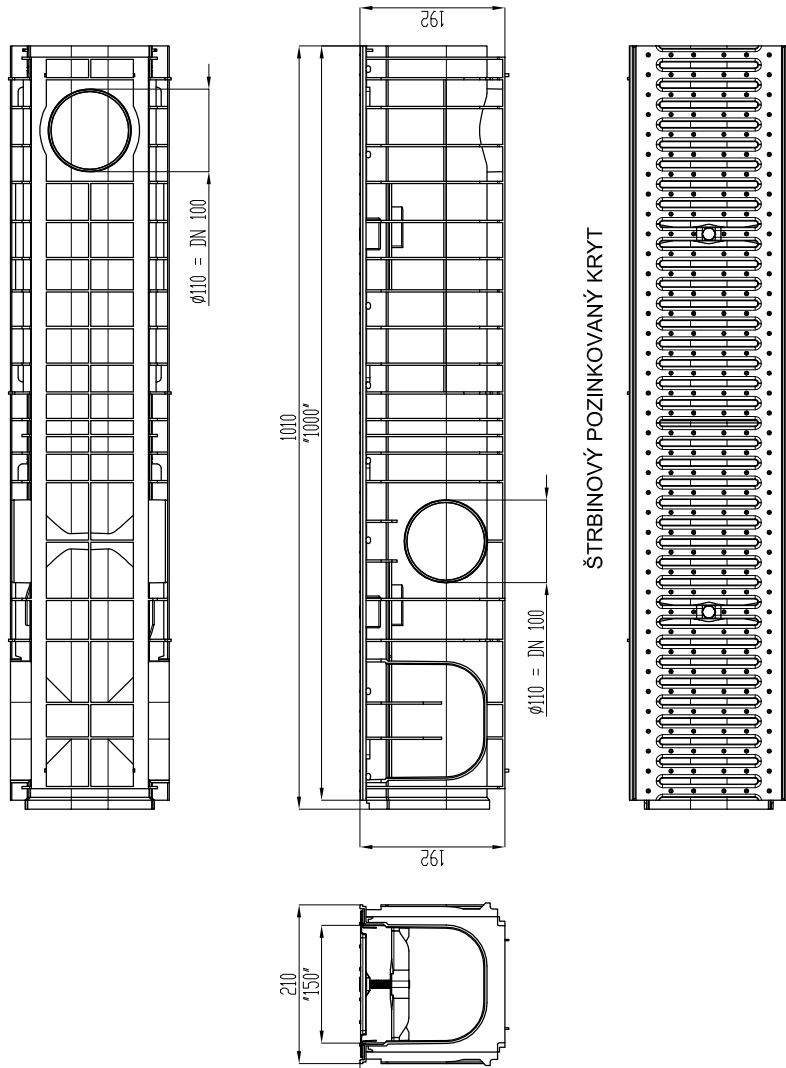 192
Ø110 = DN 100
1010
"1000"
ŠTRBINOVÝ POZINKOVANÝ KRYT
Ø110 = DN 100
192
210
"150"